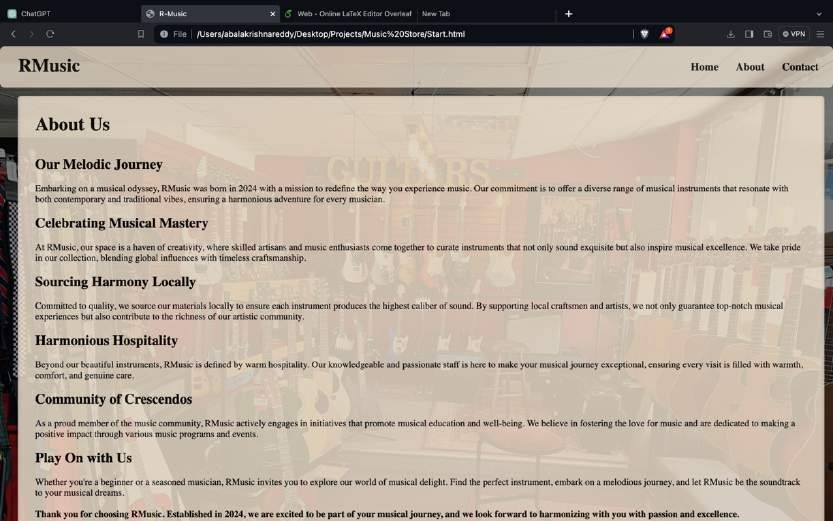 ChatGPT
R-Music
Web - Online LaTeX Editor Overleaf
New Tab
File
/Users/abalakrishnareddy/Desktop/Projects/Music%20Store/Start.html
VPN
RMusic
Home About Contact
GUITARS
About Us
Our Melodic Journey
Embarking on a musical odyssey, RMusic was born in 2024 with a mission to redefine the way you experience music. Our commitment is to offer a diverse range of musical instruments that resonate with
both contemporary and traditional vibes, ensuring a harmonious adventure for every musician.
Celebrating Musical Mastery
At RMusic, our space is a haven of creativity, where skilled artisans and music enthusiasts come together to curate instruments that not only sound exquisite but also inspire musical excellence. We take pride
in our collection, blending global influences with timeless craftsmanship.
Sourcing Harmony Locally
Committed to quality, we source our materials locally to ensure each instrument produces the highest caliber of sound. By supporting local craftsmen and artists, we not only guarantee top-notch musical
experiences but also contribute to the richness of our artistic community.
Harmonious Hospitality
Beyond our beautiful instruments, RMusic is defined by warm hospitality. Our knowledgeable and passionate staff is here to make your musical journey exceptional, ensuring every visit is filled with warmth,
comfort, and genuine care.
Community of Crescendos
As a proud member of the music community, RMusic actively engages in initiatives that promote musical education and well-being. We believe in fostering the love for music and are dedicated to making a
positive impact through various music programs and events.
Play On with Us
Whether you're a beginner or a seasoned musician, RMusic invites you to explore our world of musical delight. Find the perfect instrument, embark on a melodious journey, and let RMusic be the soundtrack
to your musical dreams.
Thank you for choosing RMusic. Established in 2024, we are excited to be part of your musical journey, and we look forward to harmonizing with you with passion and excellence.